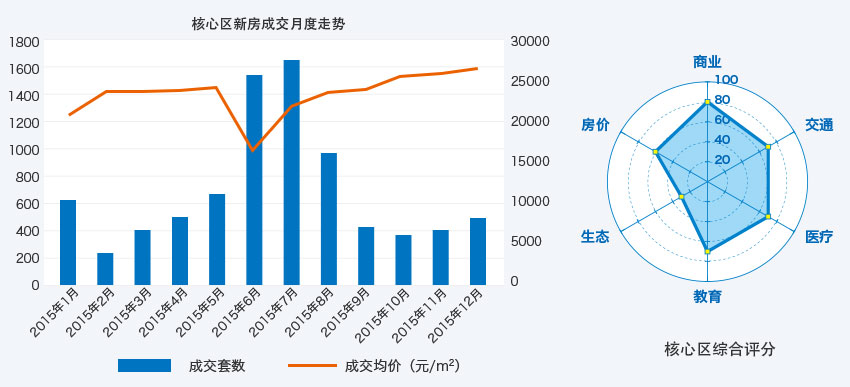 核心区新房成交月度走势
1800
1600
1400
1200
1000
800
600
400
200
0
30000
25000
20000
15000
10000
5000
0
2015年1月
2015年2月
2015年3月
2015年4月
2015年5月
2015年6月
2015年7月
2015年8月
2015年9月
2015年10月
2015年11月
2015年12月
成交套数
成交均价（元/m²）
商业
100
80
60
40
20
房价
交通
生态
医疗
教育
核心区综合评分